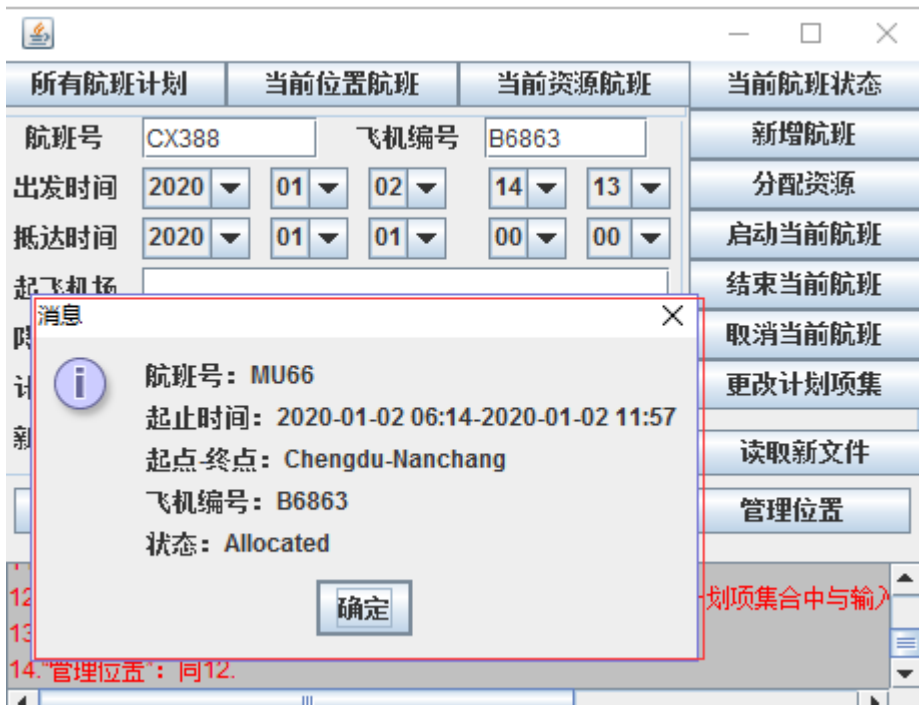 所有航班计划 当前位置航班 当前资源航班 当前航班状态
航班号 CX388 飞机编号 B6863 新增航班
出发时间 2020 01 02 14 13 分配资源
抵达时间 2020 01 01 00 00 启动当前航班
起飞机场 结束当前航班
消息
取消当前航班
航班号：MU66
更改计划项集
起止时间：2020-01-02 06:14-2020-01-02 11:57
起点-终点：Chengdu-Nanchang
读取新文件
飞机编号：B6863
管理位置
状态：Allocated
确定
12 划项集合中与输入
13
14.“管理位置”：同12.